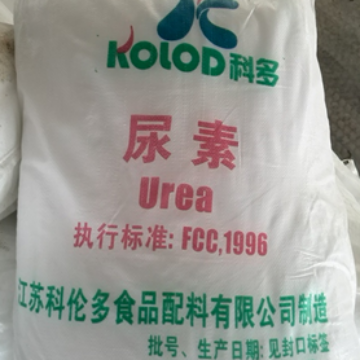 KOLOD科多
尿素
Urea
执行标准: FCC,1996
江苏科伦多食品配料有限公司制造
批号、生产日期: 见封口标签